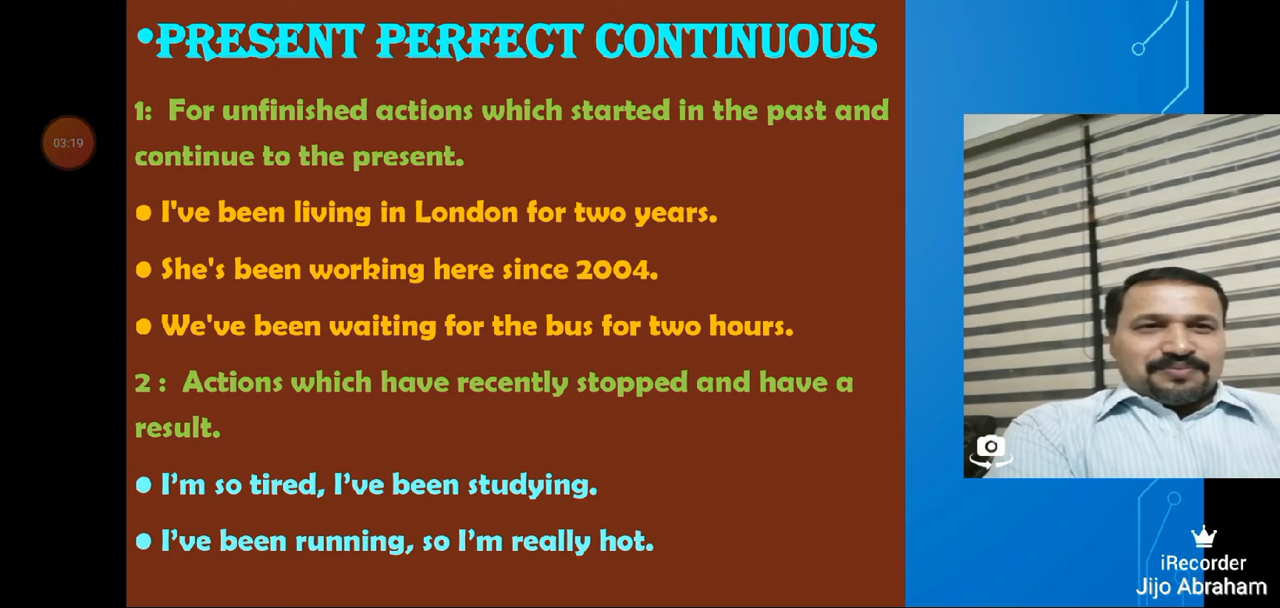 •PRESENT PERFECT CONTINUOUS
1: For unfinished actions which started in the past and
continue to the present.
● I've been living in London for two years.
● She's been working here since 2004.
● We've been waiting for the bus for two hours.
2 : Actions which have recently stopped and have a
result.
● I’m so tired, I’ve been studying.
● I’ve been running, so I’m really hot.
03:19
iRecorder
Jijo Abraham